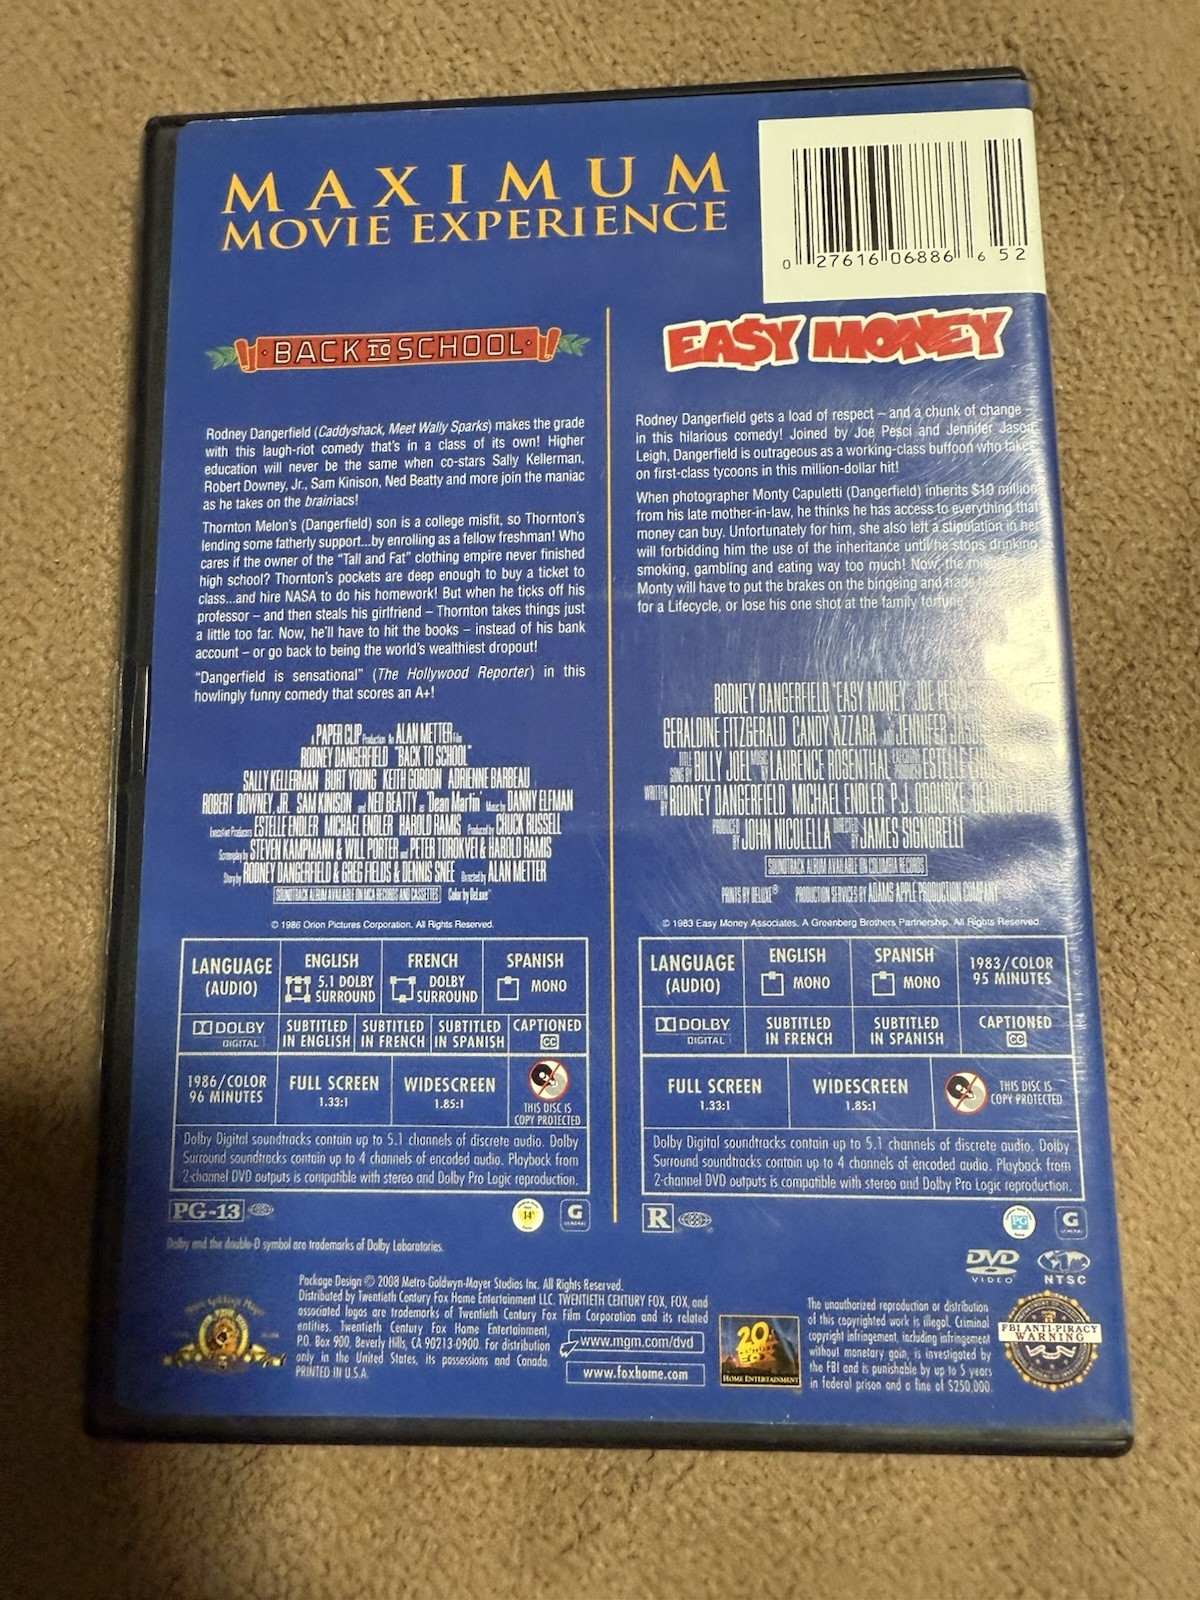 MAXIMUM
MOVIE EXPERIENCE
0 27616 06886 6 52
BACK TO SCHOOL
Rodney Dangerfield (Caddyshack, Meet Wally Sparks) makes the grade
with this laugh-riot comedy that's in a class of its own! Higher
education will never be the same when co-stars Sally Kellerman,
Robert Downey, Jr., Sam Kinison, Ned Beatty and more join the maniac
as he takes on the brainiacs!
Thornton Melon's (Dangerfield) son is a college misfit, so Thornton's
lending some fatherly support...by enrolling as a fellow freshman! Who
cares if the owner of the "Tall and Fat" clothing empire never finished
high school? Thornton's pockets are deep enough to buy a ticket to
class...and hire NASA to do his homework! But when he ticks off his
professor – and then steals his girlfriend – Thornton takes things just
a little too far. Now, he'll have to hit the books – instead of his bank
account – or go back to being the world's wealthiest dropout!
"Dangerfield is sensational" (The Hollywood Reporter) in this
howlingly funny comedy that scores an A+!
A PAPER CLIP Production An ALAN METTER Film
RODNEY DANGERFIELD "BACK TO SCHOOL"
SALLY KELLERMAN BURT YOUNG KEITH GORDON ADRIENNE BARBEAU
ROBERT DOWNEY, JR. SAM KINISON and NED BEATTY as 'Dean Martin' Music by DANNY ELFMAN
Executive Producers ESTELLE ENDLER MICHAEL ENDLER HAROLD RAMIS Produced by CHUCK RUSSELL
Screenplay by STEVEN KAMPMANN & WILL PORTER and PETER TOROKVEI & HAROLD RAMIS
Story by RODNEY DANGERFIELD & GREG FIELDS & DENNIS SNEE Directed by ALAN METTER
SOUNDTRACK ALBUM AVAILABLE ON MCA RECORDS AND CASSETTES Color by DeLuxe
© 1986 Orion Pictures Corporation. All Rights Reserved.
LANGUAGE (AUDIO) ENGLISH 5.1 DOLBY SURROUND FRENCH DOLBY SURROUND SPANISH MONO
DOLBY DIGITAL SUBTITLED IN ENGLISH SUBTITLED IN FRENCH SUBTITLED IN SPANISH CAPTIONED CC
1986/COLOR 96 MINUTES FULL SCREEN 1.33:1 WIDESCREEN 1.85:1 THIS DISC IS COPY PROTECTED
Dolby Digital soundtracks contain up to 5.1 channels of discrete audio. Dolby
Surround soundtracks contain up to 4 channels of encoded audio. Playback from
2-channel DVD outputs is compatible with stereo and Dolby Pro Logic reproduction.
PG-13 14+ G
EA$Y MONEY
Rodney Dangerfield gets a load of respect – and a chunk of change –
in this hilarious comedy! Joined by Joe Pesci and Jennifer Jason
Leigh, Dangerfield is outrageous as a working-class buffoon who takes
on first-class tycoons in this million-dollar hit!
When photographer Monty Capuletti (Dangerfield) inherits $10 million
from his late mother-in-law, he thinks he has access to everything that
money can buy. Unfortunately for him, she also left a stipulation in her
will forbidding him the use of the inheritance until he stops drinking,
smoking, gambling and eating way too much! Now, the
Monty will have to put the brakes on the bingeing and
for a Lifecycle, or lose his one shot at the family fortune
RODNEY DANGERFIELD "EASY MONEY" JOE
GERALDINE FITZGERALD CANDY AZZARA AND JENNIFER
TITLE SONG BY BILLY JOEL MUSIC BY LAURENCE ROSENTHAL EXECUTIVE PRODUCER ESTELLE
WRITTEN BY RODNEY DANGERFIELD MICHAEL ENDLER P.J.
PRODUCED BY JOHN NICOLELLA DIRECTED BY JAMES SIGNORELLI
SOUNDTRACK ALBUM AVAILABLE ON COLUMBIA RECORDS
PRINTS BY DELUXE® PRODUCTION SERVICES BY ADAMS APPLE PRODUCTION COMPANY
© 1983 Easy Money Associates. A Greenberg Brothers Partnership. All Rights Reserved.
LANGUAGE (AUDIO) ENGLISH MONO SPANISH MONO 1983/COLOR 95 MINUTES
DOLBY DIGITAL SUBTITLED IN FRENCH SUBTITLED IN SPANISH CAPTIONED CC
FULL SCREEN 1.33:1 WIDESCREEN 1.85:1 THIS DISC IS COPY PROTECTED
Dolby Digital soundtracks contain up to 5.1 channels of discrete audio. Dolby
Surround soundtracks contain up to 4 channels of encoded audio. Playback from
2-channel DVD outputs is compatible with stereo and Dolby Pro Logic reproduction.
R PG G
Dolby and the double-D symbol are trademarks of Dolby Laboratories.
DVD VIDEO NTSC
Package Design © 2008 Metro-Goldwyn-Mayer Studios Inc. All Rights Reserved.
Distributed by Twentieth Century Fox Home Entertainment LLC. TWENTIETH CENTURY FOX, FOX, and
associated logos are trademarks of Twentieth Century Fox Film Corporation and its related
entities. Twentieth Century Fox Home Entertainment,
P.O. Box 900, Beverly Hills, CA 90213-0900. For distribution
only in the United States, its possessions and Canada.
PRINTED IN U.S.A.
www.mgm.com/dvd
www.foxhome.com
20th CENTURY FOX
HOME ENTERTAINMENT
The unauthorized reproduction or distribution
of this copyrighted work is illegal. Criminal
copyright infringement, including infringement
without monetary gain, is investigated by
the FBI and is punishable by up to 5 years
in federal prison and a fine of $250,000.
FBI ANTI-PIRACY
WARNING